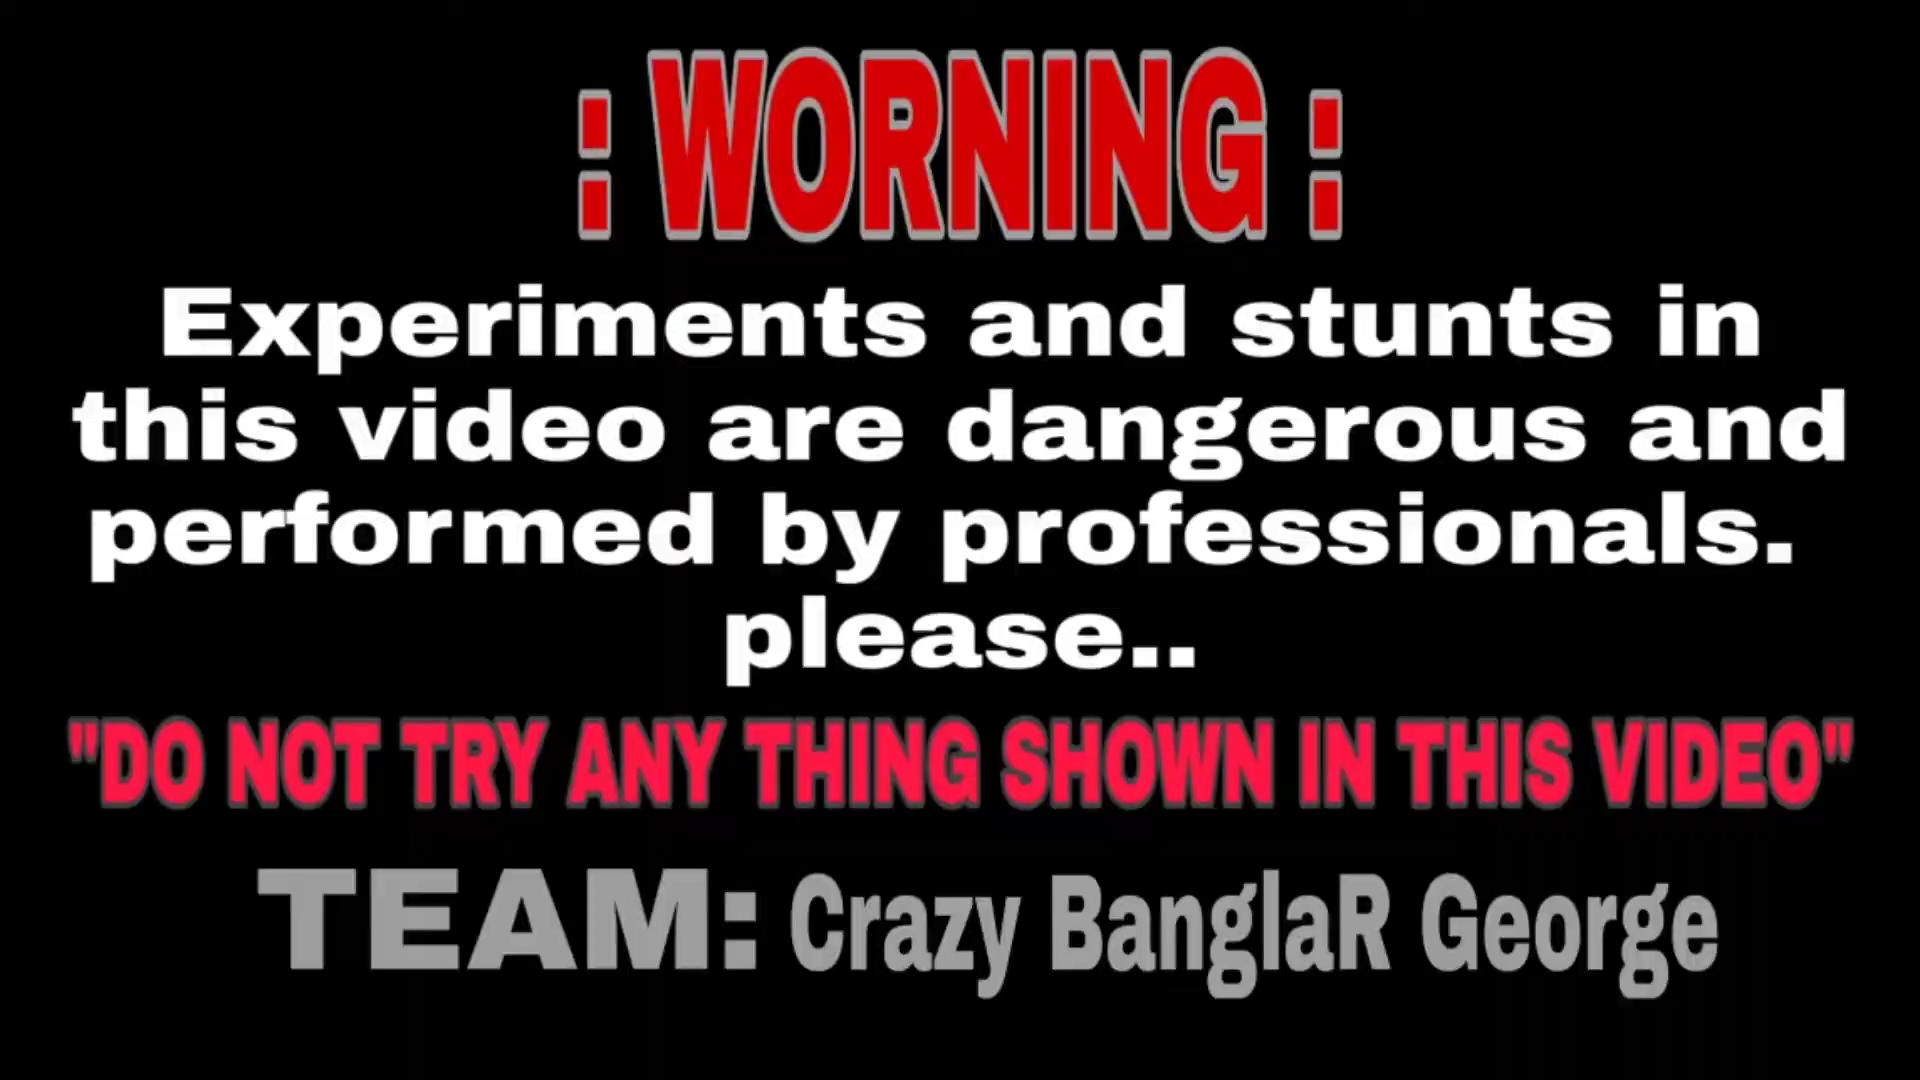 : WORNING :
Experiments and stunts in
this video are dangerous and
performed by professionals.
please..
"DO NOT TRY ANY THING SHOWN IN THIS VIDEO"
TEAM: Crazy BanglaR George